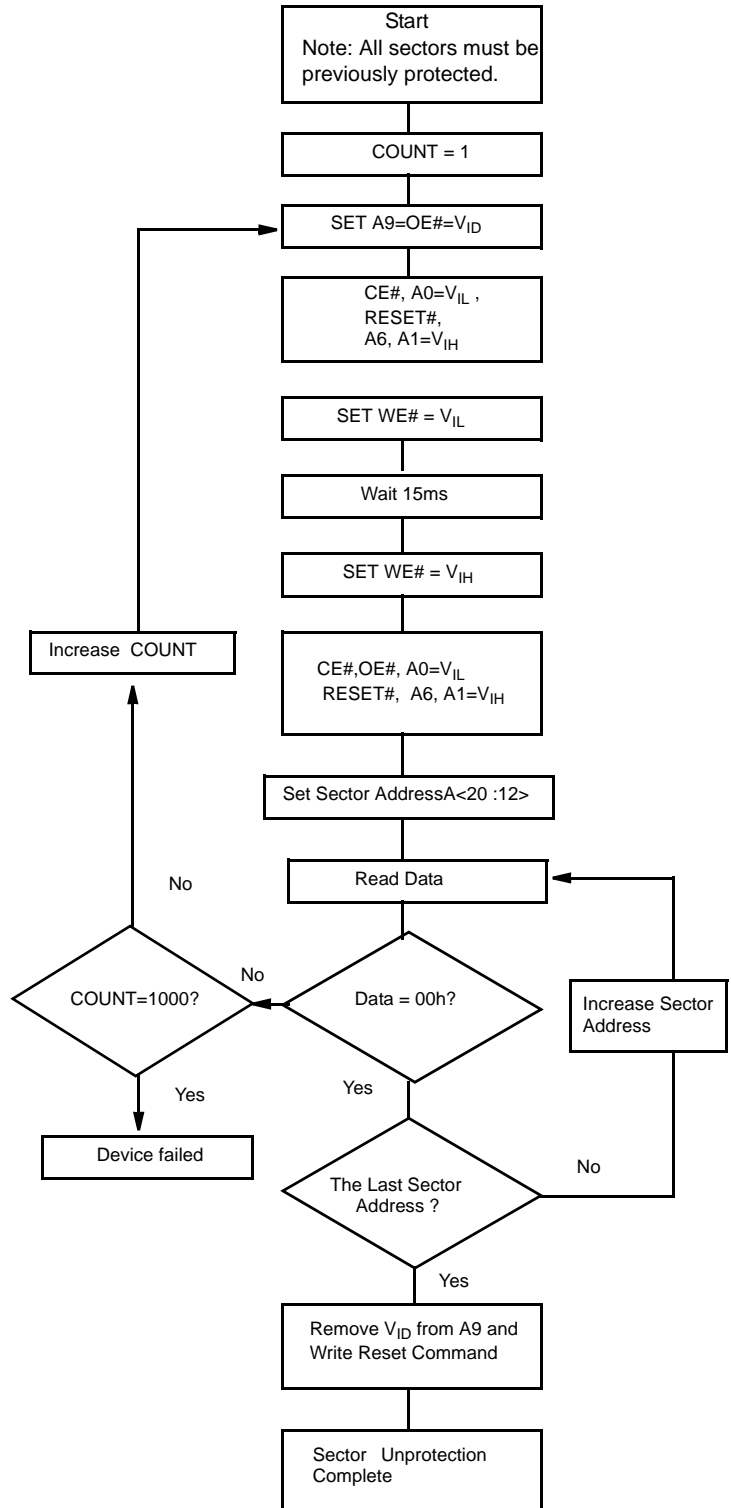 Start
Note: All sectors must be
previously protected.
COUNT = 1
SET A9=OE#=VID
CE#, A0=VIL ,
RESET#,
A6, A1=VIH
SET WE# = VIL
Wait 15ms
SET WE# = VIH
Increase COUNT
CE#,OE#, A0=VIL
RESET#, A6, A1=VIH
Set Sector AddressA<20 :12>
Read Data
No
COUNT=1000?
No
Data = 00h?
Increase Sector
Address
Yes
Yes
Device failed
The Last Sector
Address ?
No
Yes
Remove VID from A9 and
Write Reset Command
Sector Unprotection
Complete